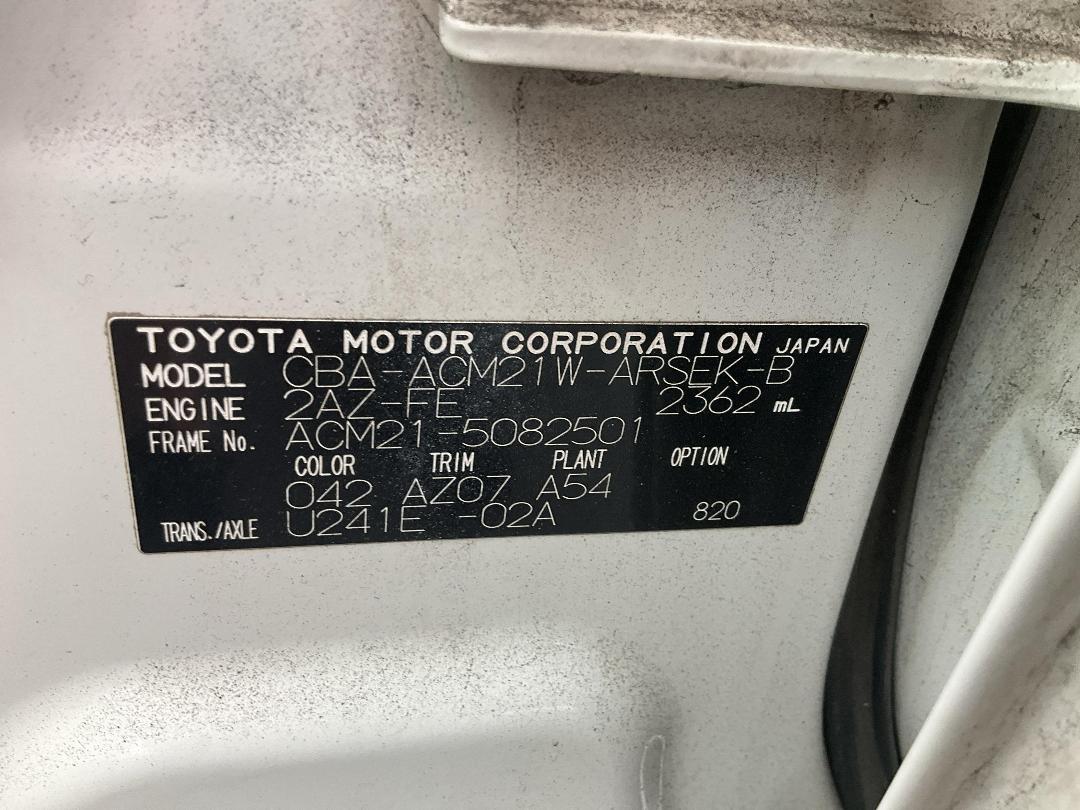 TOYOTA MOTOR CORPORATION JAPAN
MODEL CBA-ACM21W-ARSEK-B
ENGINE 2AZ-FE 2362 mL
FRAME No. ACM21-5082501
COLOR TRIM PLANT OPTION
042 AZ07 A54
TRANS./AXLE U241E -02A 820